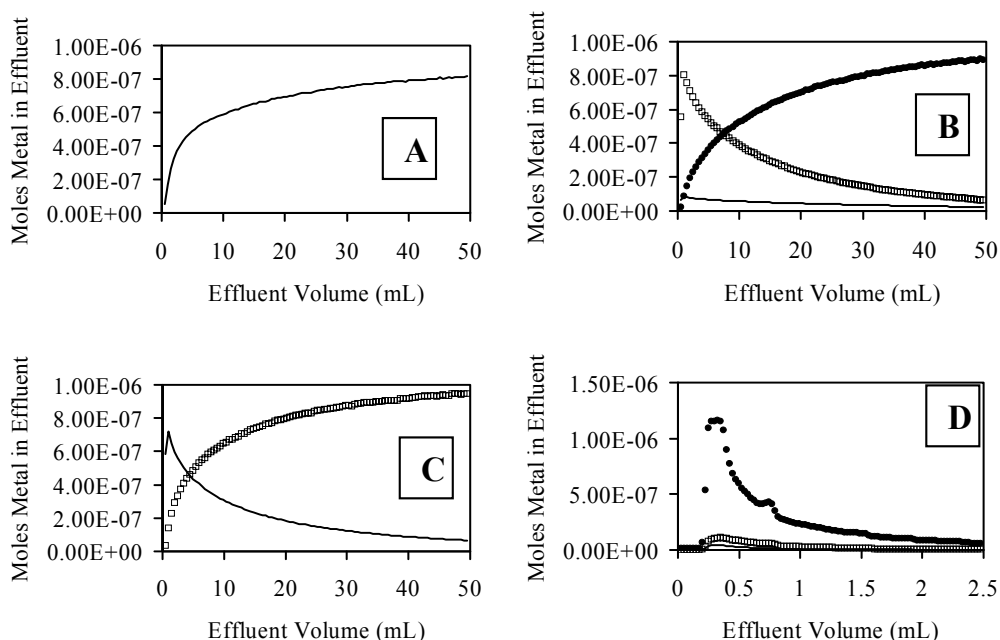 Moles Metal in Effluent
1.00E-06
8.00E-07
6.00E-07
4.00E-07
2.00E-07
0.00E+00
A
0 10 20 30 40 50
Effluent Volume (mL)
Moles Metal in Effluent
1.00E-06
8.00E-07
6.00E-07
4.00E-07
2.00E-07
0.00E+00
B
0 10 20 30 40 50
Effluent Volume (mL)
Moles Metal in Effluent
1.00E-06
8.00E-07
6.00E-07
4.00E-07
2.00E-07
0.00E+00
C
0 10 20 30 40 50
Effluent Volume (mL)
Moles Metal in Effluent
1.50E-06
1.00E-06
5.00E-07
0.00E+00
D
0 0.5 1 1.5 2 2.5
Effluent Volume (mL)